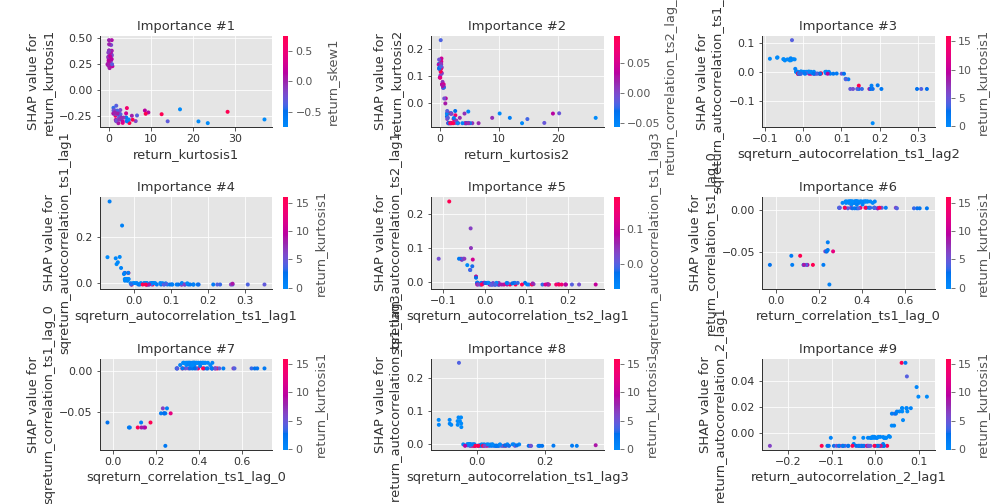 Importance #1
SHAP value for
return_kurtosis1
0.50
0.25
0.00
−0.25
0
10
20
30
return_kurtosis1
0.5
0.0
−0.5
return_skew1
Importance #2
SHAP value for
return_kurtosis2
0.2
0.0
0
10
20
return_kurtosis2
0.05
0.00
−0.05
return_correlation_ts2_lag_
Importance #3
SHAP value for
sqreturn_autocorrelation_ts1_
0.1
0.0
−0.1
−0.1
0.0
0.1
0.2
0.3
sqreturn_autocorrelation_ts1_lag2
15
10
5
0
return_kurtosis1
Importance #4
SHAP value for
sqreturn_autocorrelation_ts1_lag1
0.2
0.0
0.0
0.1
0.2
0.3
sqreturn_autocorrelation_ts1_lag1
15
10
5
0
return_kurtosis1
Importance #5
SHAP value for
sqreturn_autocorrelation_ts2_lag1
0.2
0.0
−0.1
0.0
0.1
0.2
sqreturn_autocorrelation_ts2_lag1
0.1
0.0
sqreturn_autocorrelation_ts1_lag3
Importance #6
SHAP value for
return_correlation_ts1_lag_0
0.00
−0.05
0.0
0.2
0.4
0.6
return_correlation_ts1_lag_0
15
10
5
0
return_kurtosis1
Importance #7
SHAP value for
sqreturn_correlation_ts1_lag_0
0.00
−0.05
0.0
0.2
0.4
0.6
sqreturn_correlation_ts1_lag_0
15
10
5
0
return_kurtosis1
Importance #8
SHAP value for
return_autocorrelation_ts1_lag3
0.2
0.0
0.0
0.2
return_autocorrelation_ts1_lag3
15
10
5
0
return_kurtosis1
Importance #9
SHAP value for
return_autocorrelation_2_lag1
0.04
0.02
0.00
−0.2
−0.1
0.0
0.1
return_autocorrelation_2_lag1
15
10
5
0
return_kurtosis1